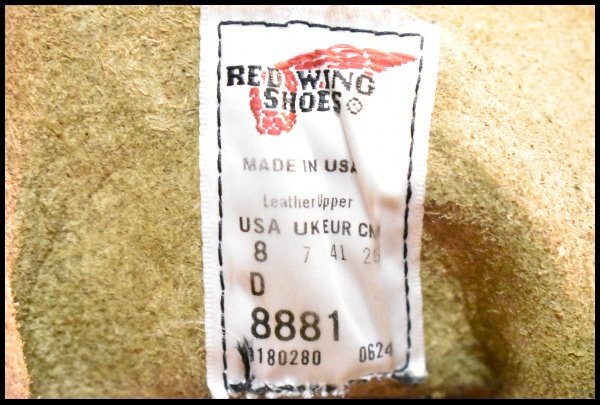 RED WING
SHOES
MADE IN USA
Leather Upper
USA UK EUR CM
8 7 41 26
D
8881
180280 0624